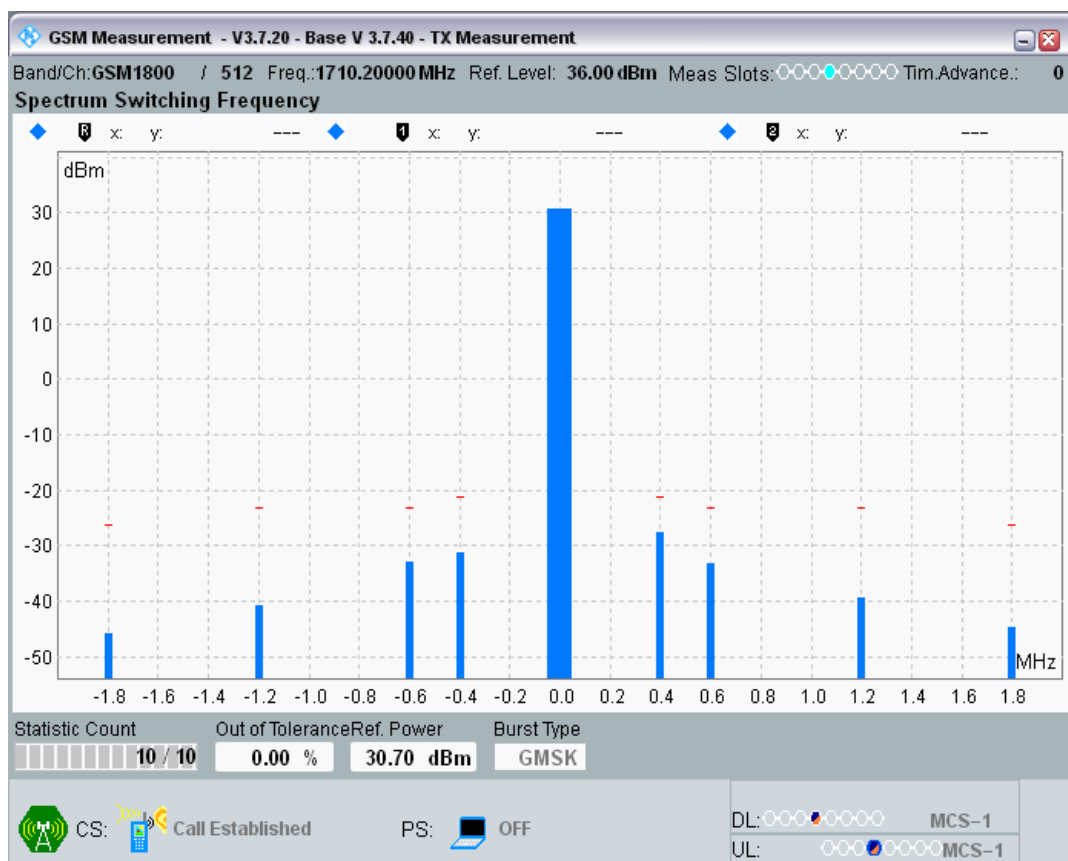 GSM Measurement - V3.7.20 - Base V 3.7.40 - TX Measurement
Band/Ch:GSM1800 / 512 Freq.:1710.20000 MHz Ref. Level: 36.00 dBm Meas Slots: Tim.Advance.: 0
Spectrum Switching Frequency
R x: y: --- 1 x: y: --- 2 x: y: ---
dBm
30
20
10
0
-10
-20
-30
-40
-50
MHz
-1.8 -1.6 -1.4 -1.2 -1.0 -0.8 -0.6 -0.4 -0.2 0.0 0.2 0.4 0.6 0.8 1.0 1.2 1.4 1.6 1.8
Statistic Count Out of Tolerance Ref. Power Burst Type
10 / 10 0.00 % 30.70 dBm GMSK
CS: Call Established PS: OFF
DL: MCS-1
UL: MCS-1